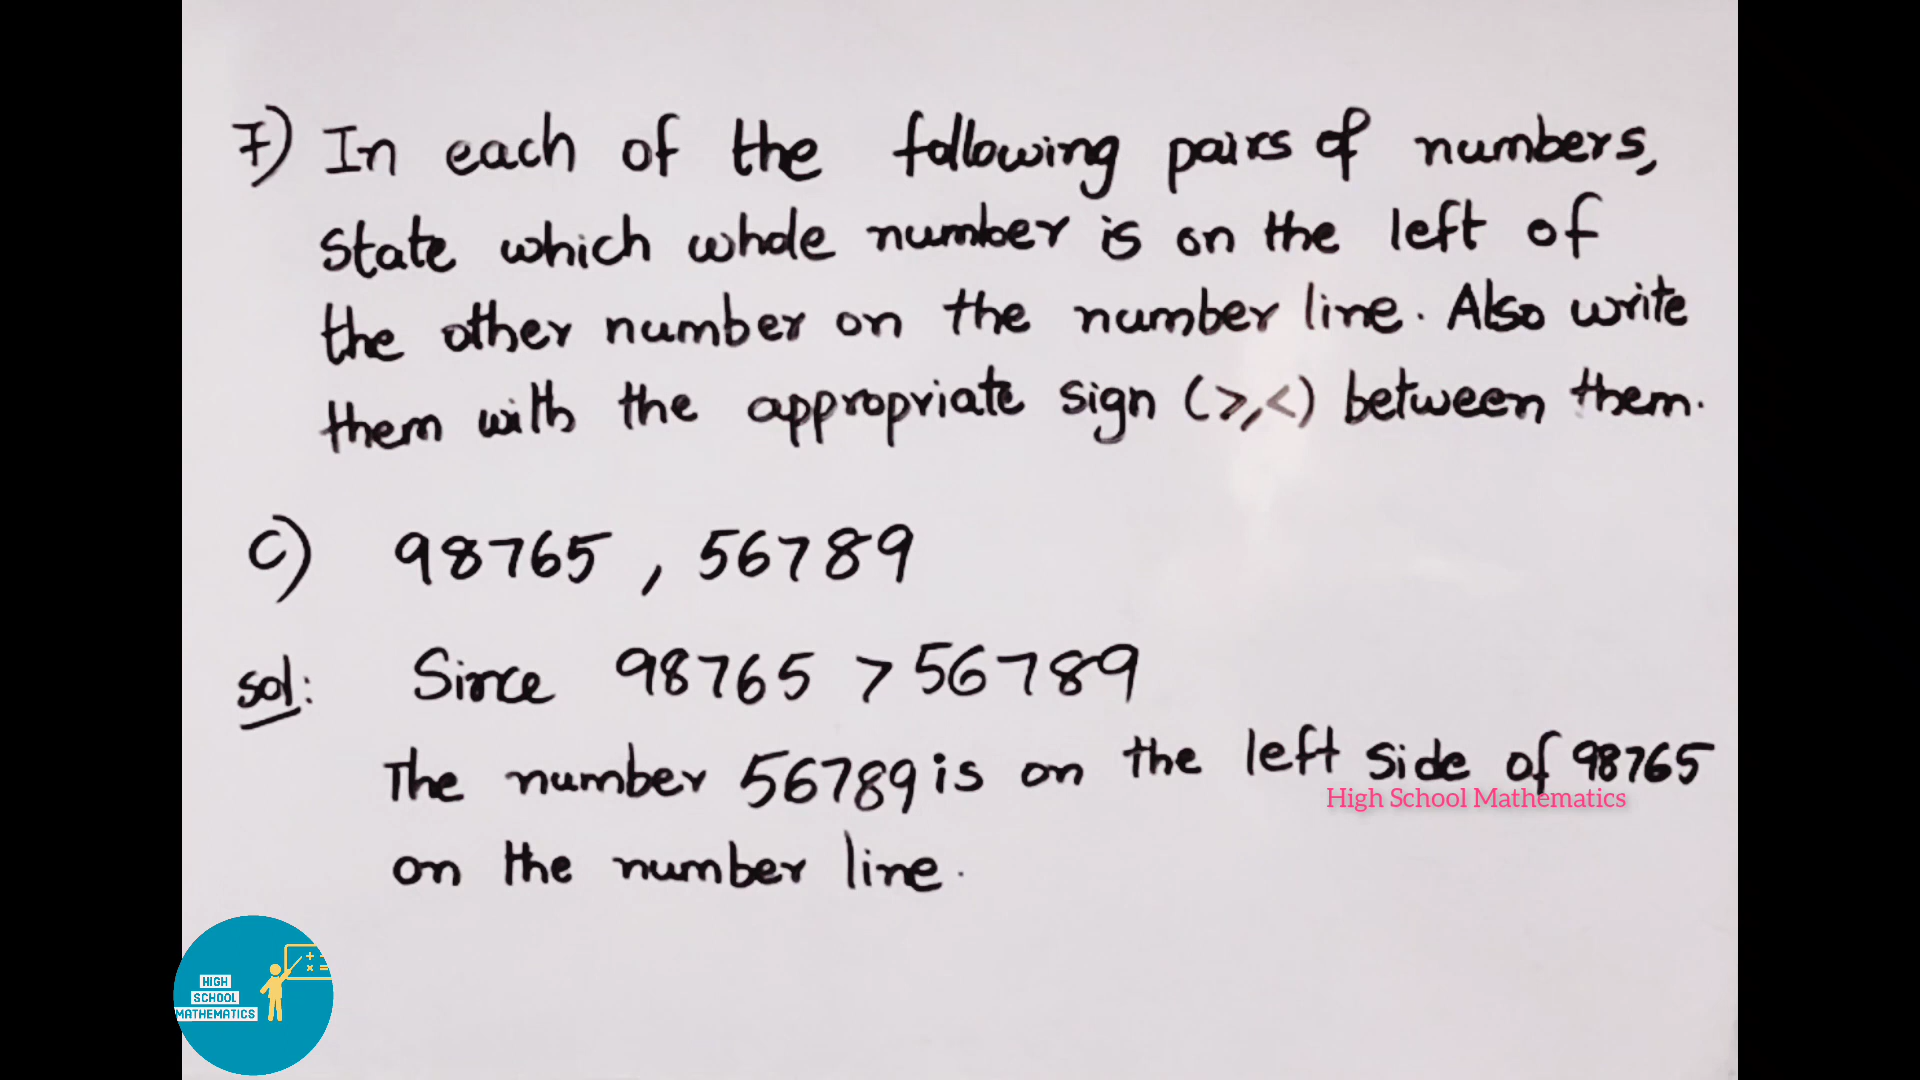 7) In each of the following pairs of numbers,
state which whole number is on the left of
the other number on the number line. Also write
them with the appropriate sign (>,<) between them.
C) 98765 , 56789
Sol: Since 98765 > 56789
The number 56789 is on the left side of 98765
High School Mathematics
on the number line.
HIGH
SCHOOL
MATHEMATICS
+ -
× =